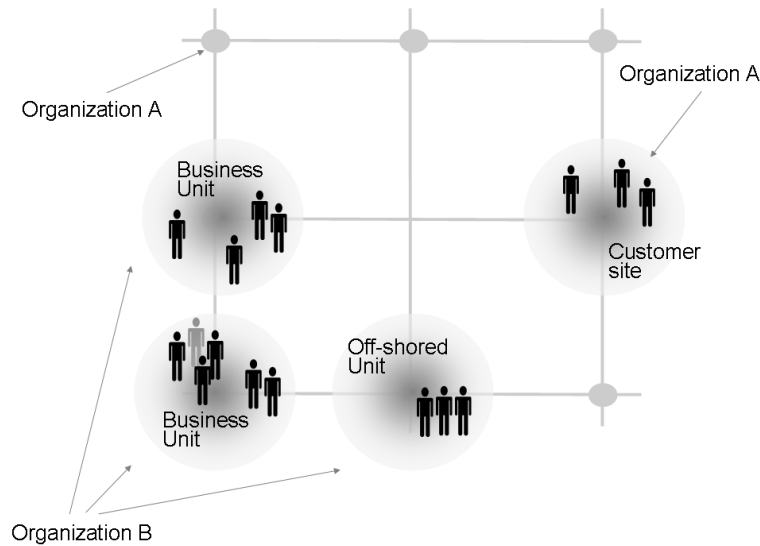 Organization A
Organization A
Business
Unit
Customer
site
Off-shored
Unit
Business
Unit
Organization B